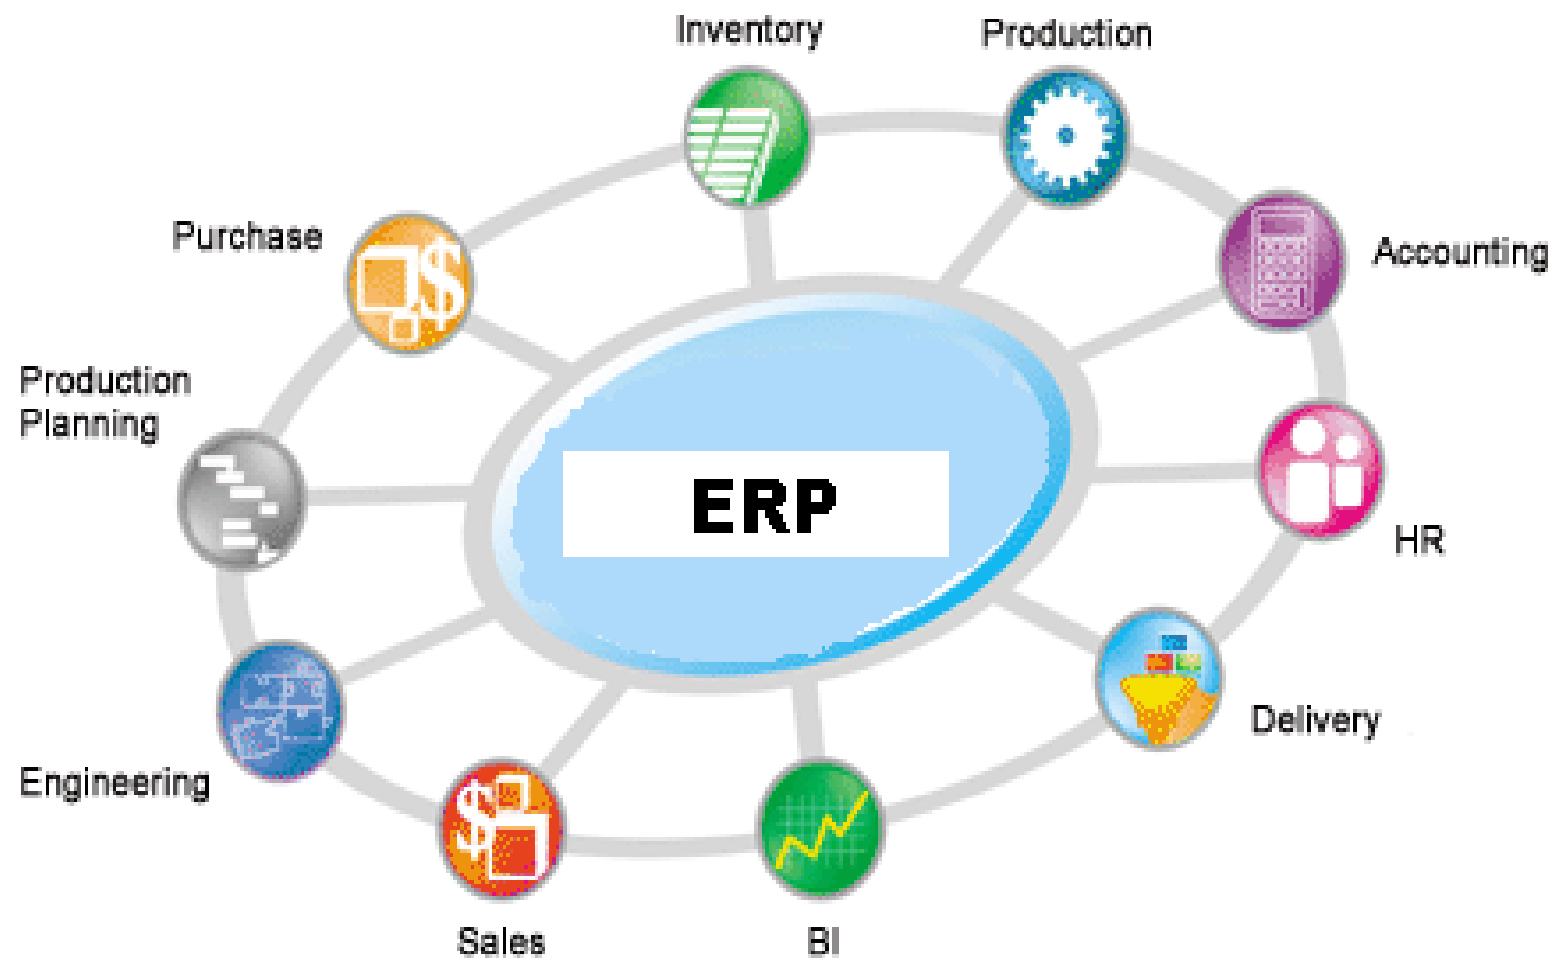 Inventory
Production
Purchase
Accounting
Production
Planning
ERP
HR
Delivery
Engineering
Sales
BI